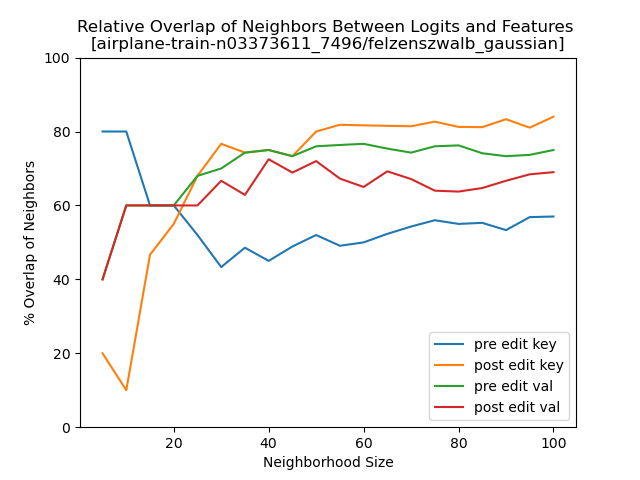 Relative Overlap of Neighbors Between Logits and Features
[airplane-train-n03373611_7496/felzenszwalb_gaussian]
100
80
60
40
20
0
% Overlap of Neighbors
20 40 60 80 100
Neighborhood Size
pre edit key
post edit key
pre edit val
post edit val